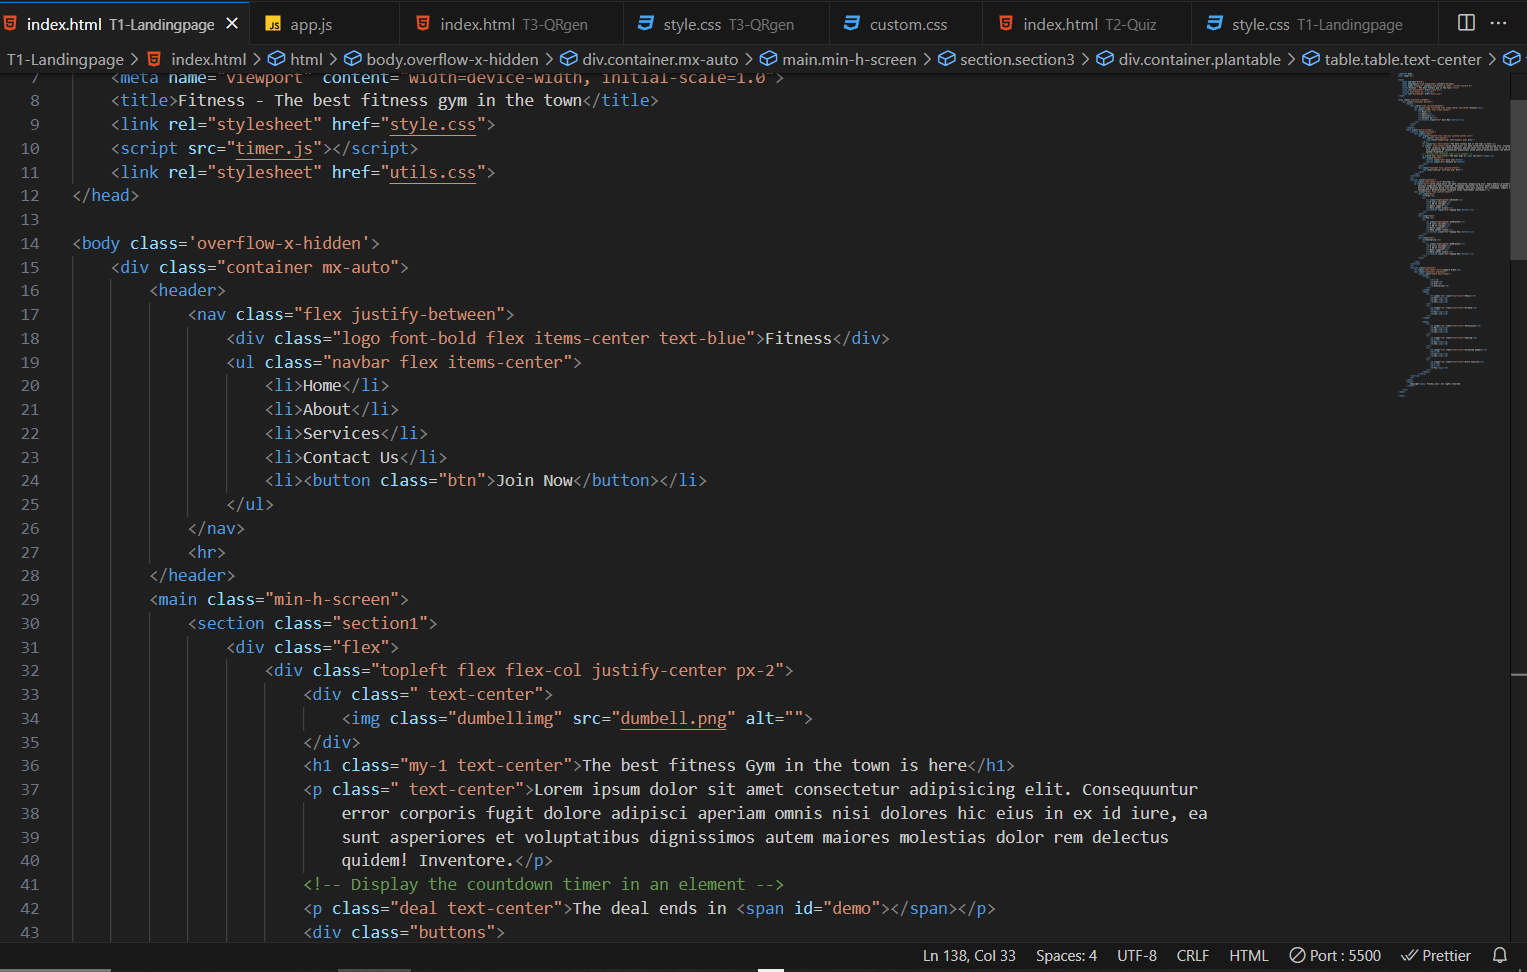 index.html T1-Landingpage
JS app.js
index.html T3-QRgen
style.css T3-QRgen
custom.css
index.html T2-Quiz
style.css T1-Landingpage
T1-Landingpage > index.html > html > body.overflow-x-hidden > div.container.mx-auto > main.min-h-screen > section.section3 > div.container.plantable > table.table.text-center >
7 <meta name="viewport" content="width=device-width, initial-scale=1.0">
8 <title>Fitness - The best fitness gym in the town</title>
9 <link rel="stylesheet" href="style.css">
10 <script src="timer.js"></script>
11 <link rel="stylesheet" href="utils.css">
12 </head>
13
14 <body class='overflow-x-hidden'>
15 <div class="container mx-auto">
16 <header>
17 <nav class="flex justify-between">
18 <div class="logo font-bold flex items-center text-blue">Fitness</div>
19 <ul class="navbar flex items-center">
20 <li>Home</li>
21 <li>About</li>
22 <li>Services</li>
23 <li>Contact Us</li>
24 <li><button class="btn">Join Now</button></li>
25 </ul>
26 </nav>
27 <hr>
28 </header>
29 <main class="min-h-screen">
30 <section class="section1">
31 <div class="flex">
32 <div class="topleft flex flex-col justify-center px-2">
33 <div class=" text-center">
34 <img class="dumbellimg" src="dumbell.png" alt="">
35 </div>
36 <h1 class="my-1 text-center">The best fitness Gym in the town is here</h1>
37 <p class=" text-center">Lorem ipsum dolor sit amet consectetur adipisicing elit. Consequuntur
38 error corporis fugit dolore adipisci aperiam omnis nisi dolores hic eius in ex id iure, ea
39 sunt asperiores et voluptatibus dignissimos autem maiores molestias dolor rem delectus
40 quidem! Inventore.</p>
41 <!-- Display the countdown timer in an element -->
42 <p class="deal text-center">The deal ends in <span id="demo"></span></p>
43 <div class="buttons">
Ln 138, Col 33 Spaces: 4 UTF-8 CRLF HTML Port : 5500 Prettier